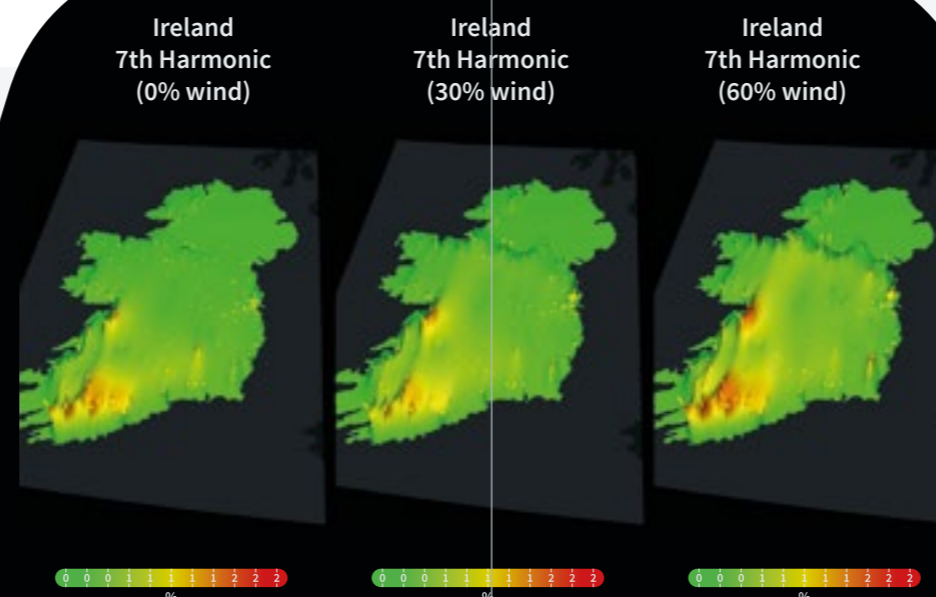 Ireland
7th Harmonic
(0% wind)
Ireland
7th Harmonic
(30% wind)
Ireland
7th Harmonic
(60% wind)
0 0 0 1 1 1 1 1 2 2 2
%
0 0 0 1 1 1 1 1 2 2 2
%
0 0 0 1 1 1 1 2 2 2 2
%